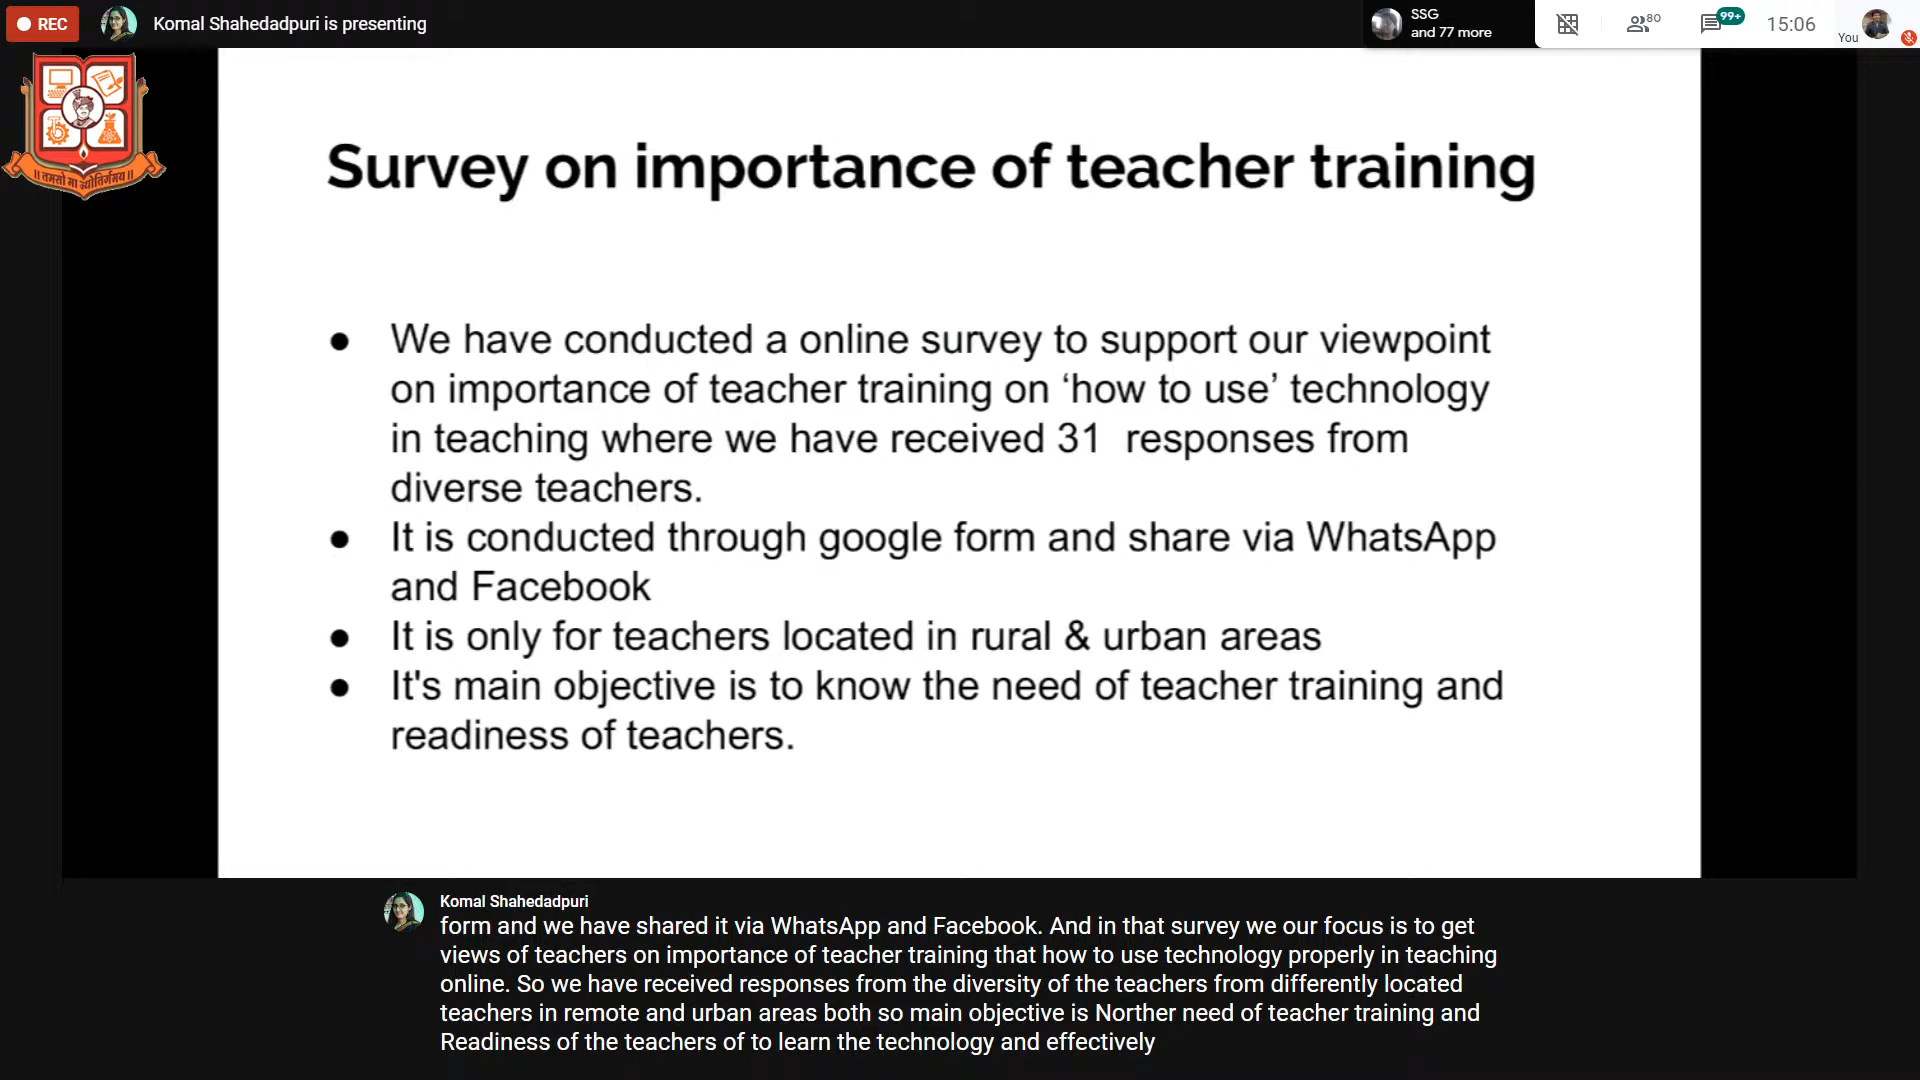 REC
Komal Shahedadpuri is presenting
SSG
and 77 more
80
99+
15:06
You
॥ तमसो मा ज्योतिर्गमय ॥
Survey on importance of teacher training
● We have conducted a online survey to support our viewpoint
on importance of teacher training on ‘how to use’ technology
in teaching where we have received 31 responses from
diverse teachers.
● It is conducted through google form and share via WhatsApp
and Facebook
● It is only for teachers located in rural & urban areas
● It's main objective is to know the need of teacher training and
readiness of teachers.
Komal Shahedadpuri
form and we have shared it via WhatsApp and Facebook. And in that survey we our focus is to get
views of teachers on importance of teacher training that how to use technology properly in teaching
online. So we have received responses from the diversity of the teachers from differently located
teachers in remote and urban areas both so main objective is Norther need of teacher training and
Readiness of the teachers of to learn the technology and effectively